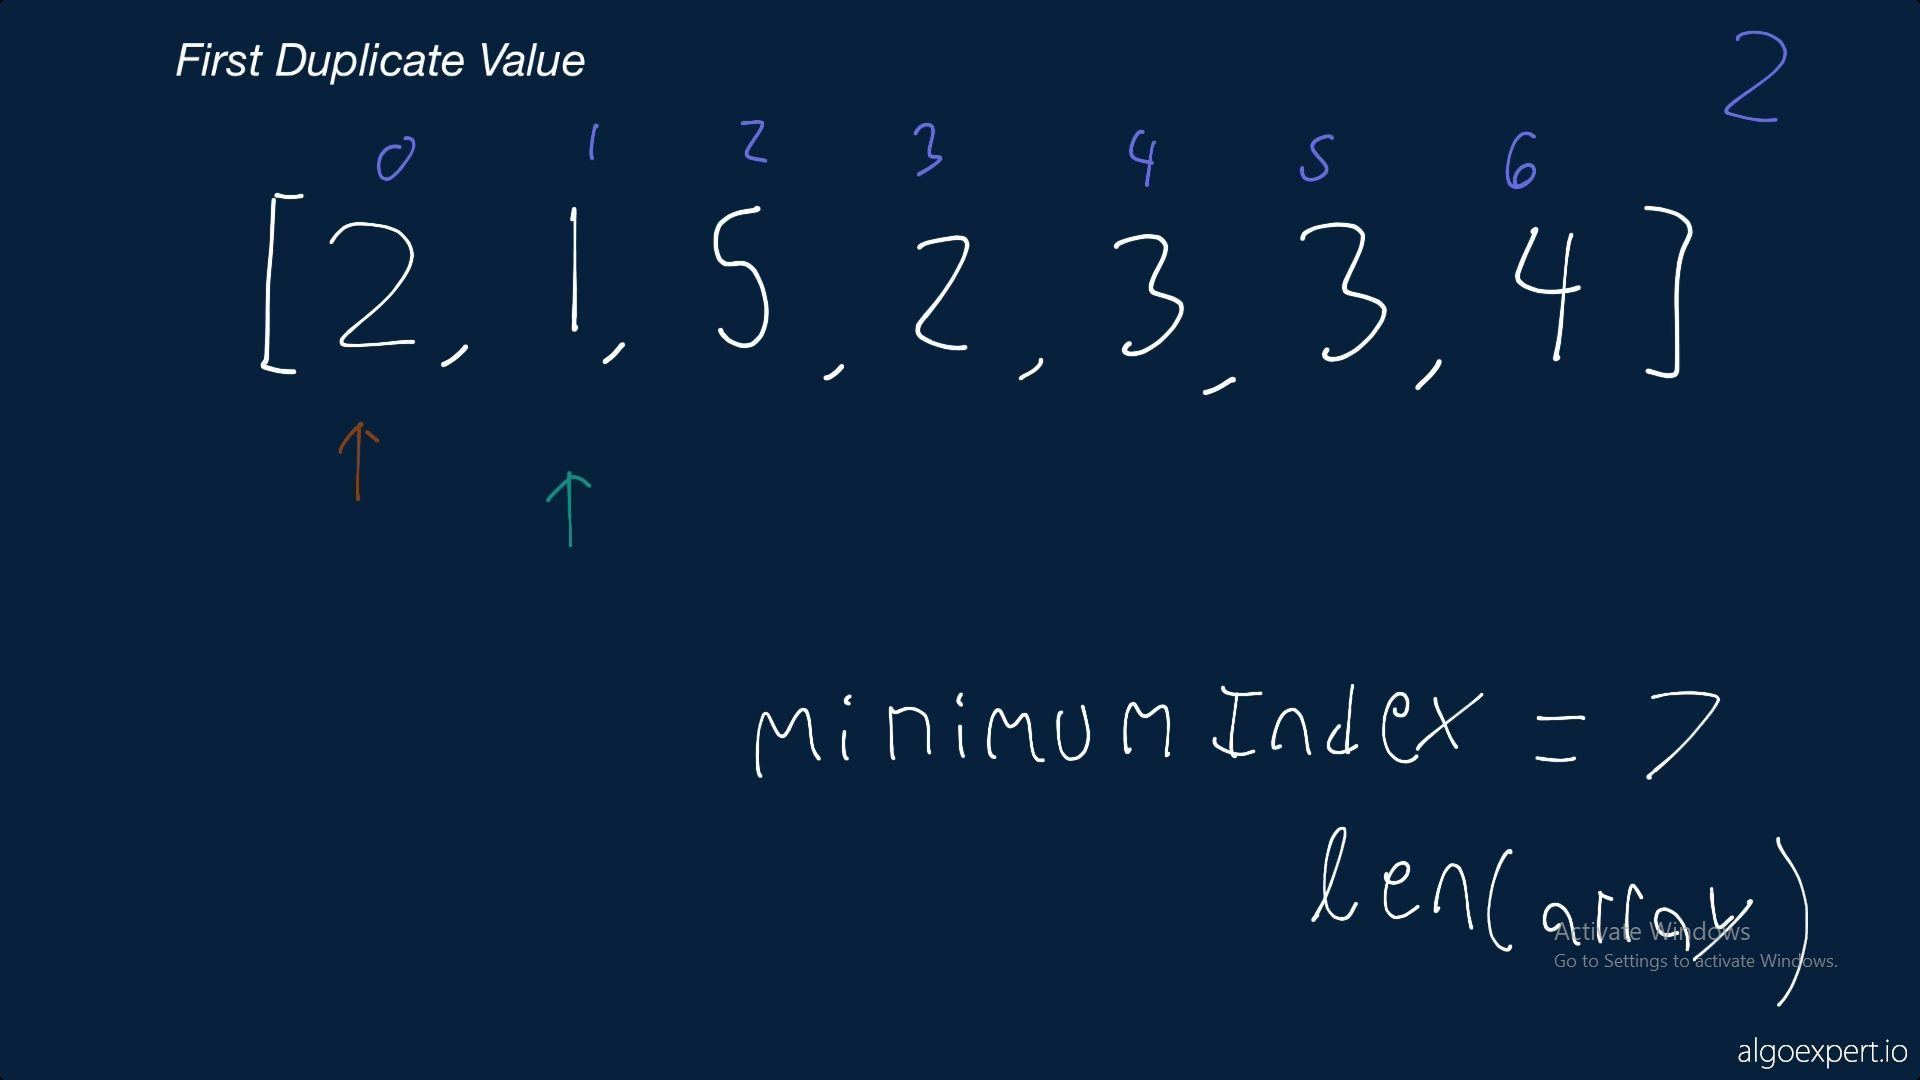 First Duplicate Value
2
0 1 2 3 4 5 6
[2, 1, 5, 2, 3, 3, 4]
minimumIndex = 7
len(array)
Activate Windows
Go to Settings to activate Windows.
algoexpert.io